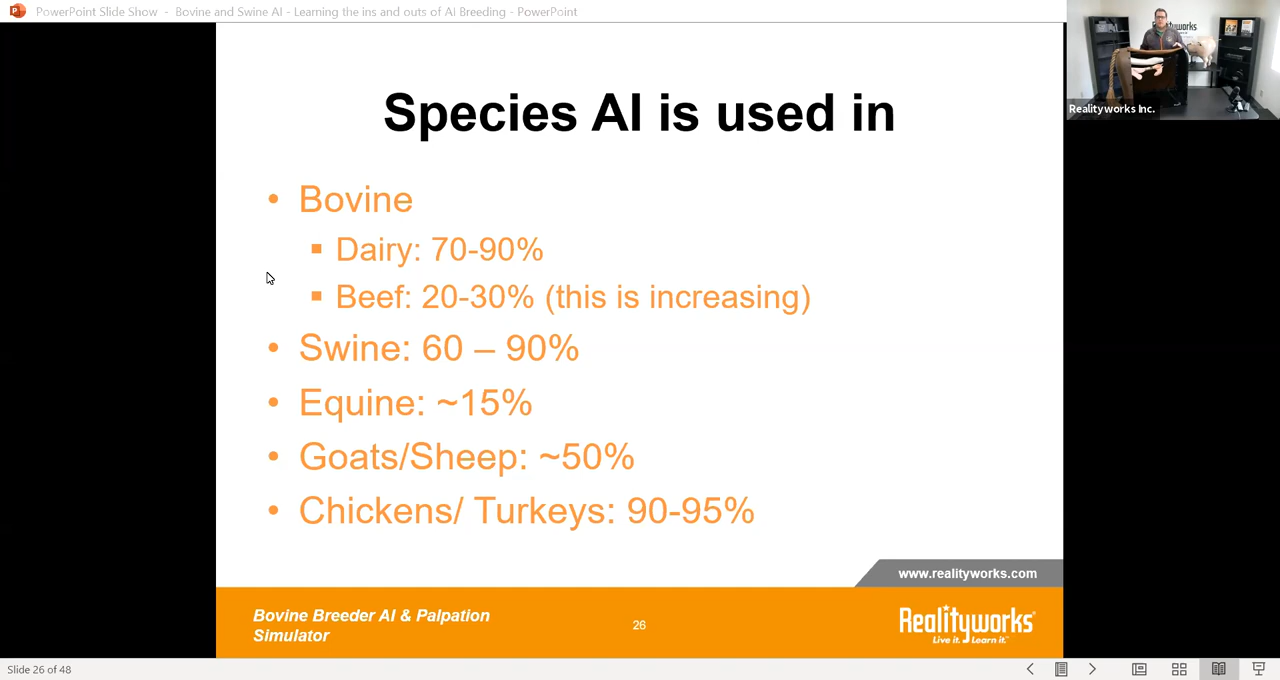 PowerPoint Slide Show - Bovine and Swine AI - Learning the ins and outs of AI Breeding - PowerPoint
Realityworks
Realityworks Inc.
Species AI is used in
• Bovine
▪ Dairy: 70-90%
▪ Beef: 20-30% (this is increasing)
• Swine: 60 – 90%
• Equine: ~15%
• Goats/Sheep: ~50%
• Chickens/ Turkeys: 90-95%
www.realityworks.com
Bovine Breeder AI & Palpation
Simulator
26
Realityworks®
Live it. Learn it.™
Slide 26 of 48